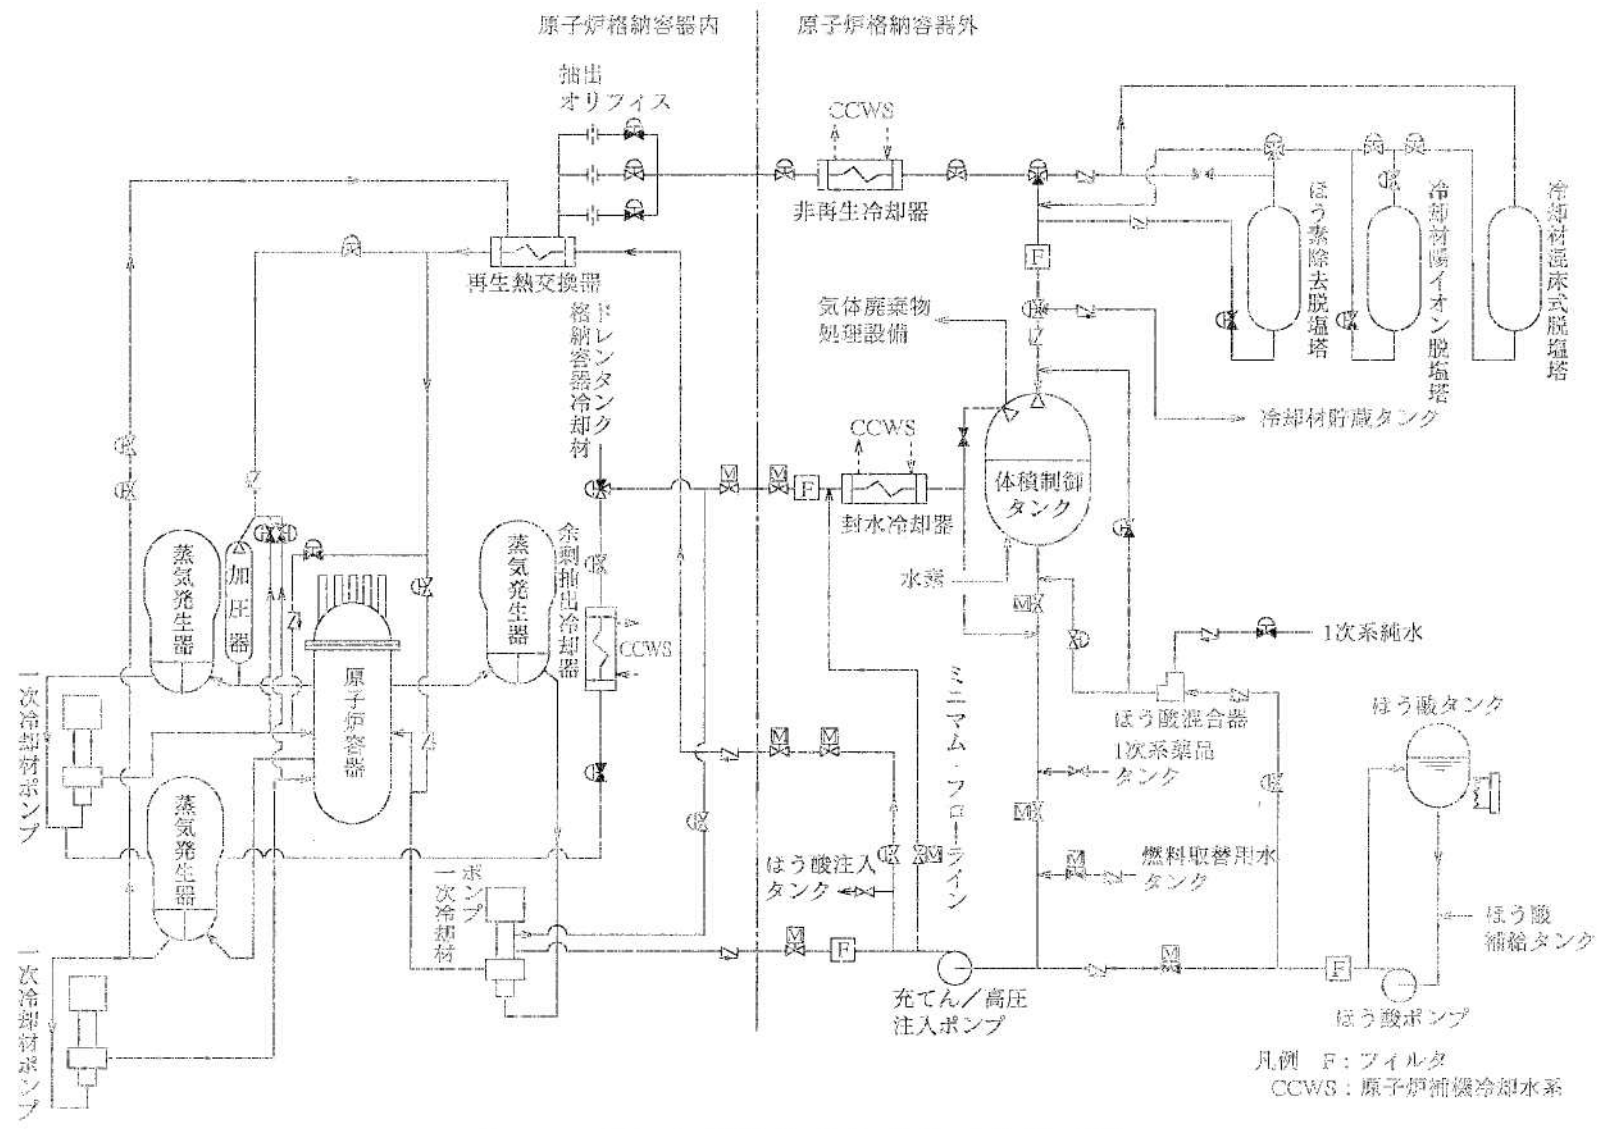 原子炉格納容器内
原子炉格納容器外
抽出
オリフィス
CCWS
非再生冷却器
再生熱交換器
F
ほう素除去脱塩塔
冷却材陽イオン脱塩塔
冷却材混床式脱塩塔
格納容器冷却材
ドレンタンク
気体廃棄物
処理設備
冷却材貯蔵タンク
CCWS
M
M
F
封水冷却器
体積制御
タンク
水素
M
蒸気発生器
加圧器
蒸気発生器
余剰抽出冷却器
CCWS
原子炉容器
一次冷却材ポンプ
1次系純水
ほう酸混合器
ほう酸タンク
1次系薬品
タンク
ミニマム・フローライン
M
M
M
蒸気発生器
ほう酸注入
タンク
M
M
燃料取替用水
タンク
一次冷却材
ポンプ
ほう酸
補給タンク
M
F
M
F
充てん／高圧
注入ポンプ
ほう酸ポンプ
一次冷却材ポンプ
凡例　F：フィルタ
CCWS：原子炉補機冷却水系